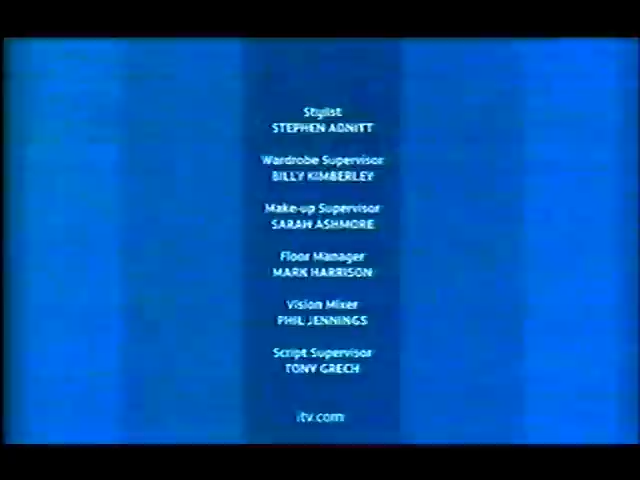 Stylist
STEPHEN ADNITT
Wardrobe Supervisor
BILLY KIMBERLEY
Make-up Supervisor
SARAH ASHMORE
Floor Manager
MARK HARRISON
Vision Mixer
PHIL JENNINGS
Script Supervisor
TONY GRECH
itv.com